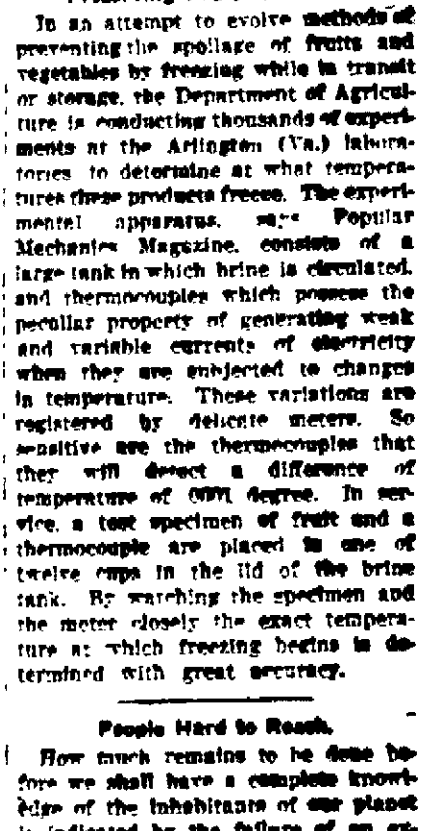 In an attempt to evolve methods of
preventing the spoilage of fruits and
vegetables by freezing while in transit
or storage, the Department of Agricul-
ture is conducting thousands of experi-
ments at the Arlington (Va.) labora-
tories to determine at what tempera-
tures these products freeze. The experi-
mental apparatus, says Popular
Mechanics Magazine, consists of a
large tank in which brine is circulated,
and thermocouples which possess the
peculiar property of generating weak
and variable currents of electricity
when they are subjected to changes
in temperature. These variations are
registered by delicate meters. So
sensitive are the thermocouples that
they will detect a difference of
temperature of degree. In ser-
vice, a test specimen of fruit and a
thermocouple are placed in one of
twelve cups in the lid of the brine
tank. By watching the specimen and
the meter closely the exact tempera-
ture at which freezing begins is de-
termined with great accuracy.
People Hard to Reach.
How much remains to be done be-
fore we shall have a complete knowl-
edge of the inhabitants of our planet
is indicated by the failure of an ex-